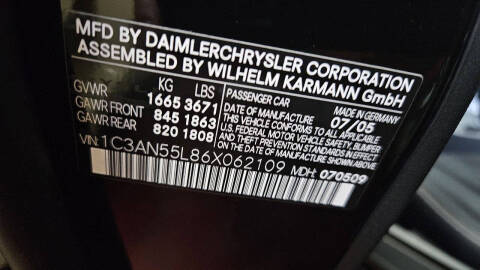 MFD BY DAIMLERCHRYSLER CORPORATION
ASSEMBLED BY WILHELM KARMANN GmbH
KG LBS
GVWR 1665 3671
GAWR FRONT 845 1863
GAWR REAR 820 1808
PASSENGER CAR MADE IN GERMANY
DATE OF MANUFACTURE 07/05
THIS VEHICLE CONFORMS TO ALL APPLICABLE
U.S. FEDERAL MOTOR VEHICLE SAFETY, BUMPER
AND THEFT PREVENTION STANDARDS IN EFFECT
ON THE DATE OF MANUFACTURE SHOWN ABOVE
VIN: 1C3AN55L86X062109 MDH: 070509